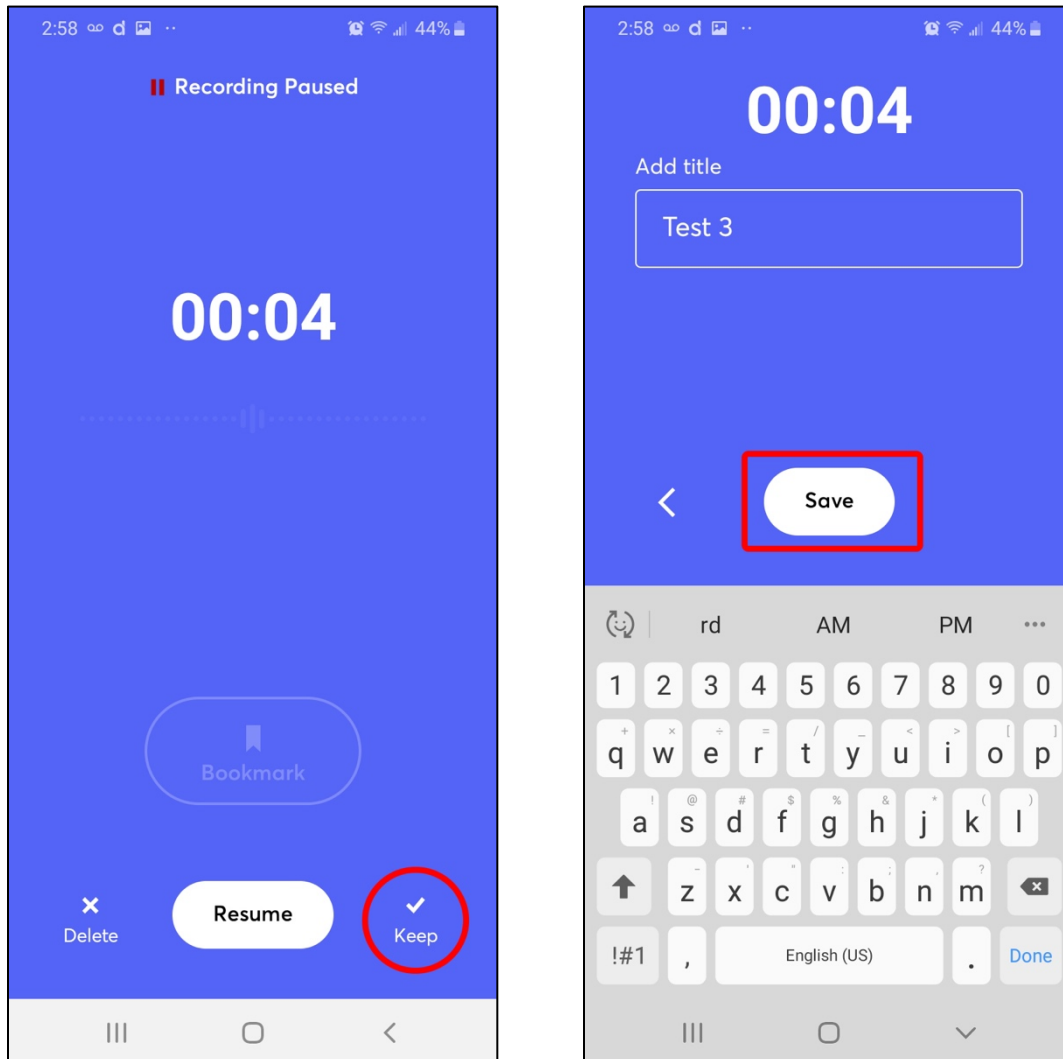 2:58 d 44%
Recording Paused
00:04
Bookmark
Delete
Resume
Keep
2:58 d 44%
00:04
Add title
Test 3
Save
rd AM PM
1 2 3 4 5 6 7 8 9 0
+ × ÷ = / _ < > [ ]
q w e r t y u i o p
! @ # $ % & * ( )
a s d f g h j k l
- ' " : ; , ?
z x c v b n m
!#1 , English (US) . Done